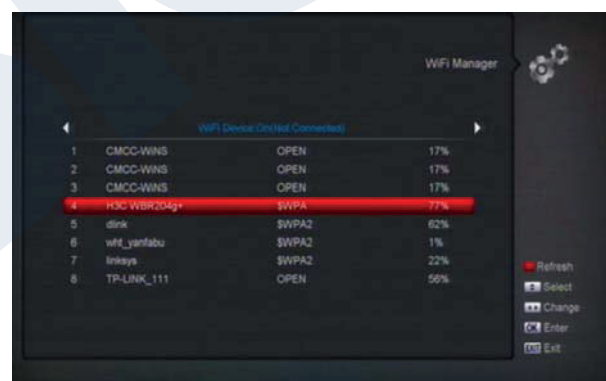 WiFi Manager
WiFi Device:On(Not Connected)
1 CMCC-WiNS OPEN 17%
2 CMCC-WiNS OPEN 17%
3 CMCC-WiNS OPEN 17%
4 H3C WBR204g+ $WPA 77%
5 dlink $WPA2 62%
6 wht_yanfabu $WPA2 1%
7 linksys $WPA2 22%
8 TP-LINK_111 OPEN 56%
Refresh
Select
Change
OK Enter
EXIT Exit